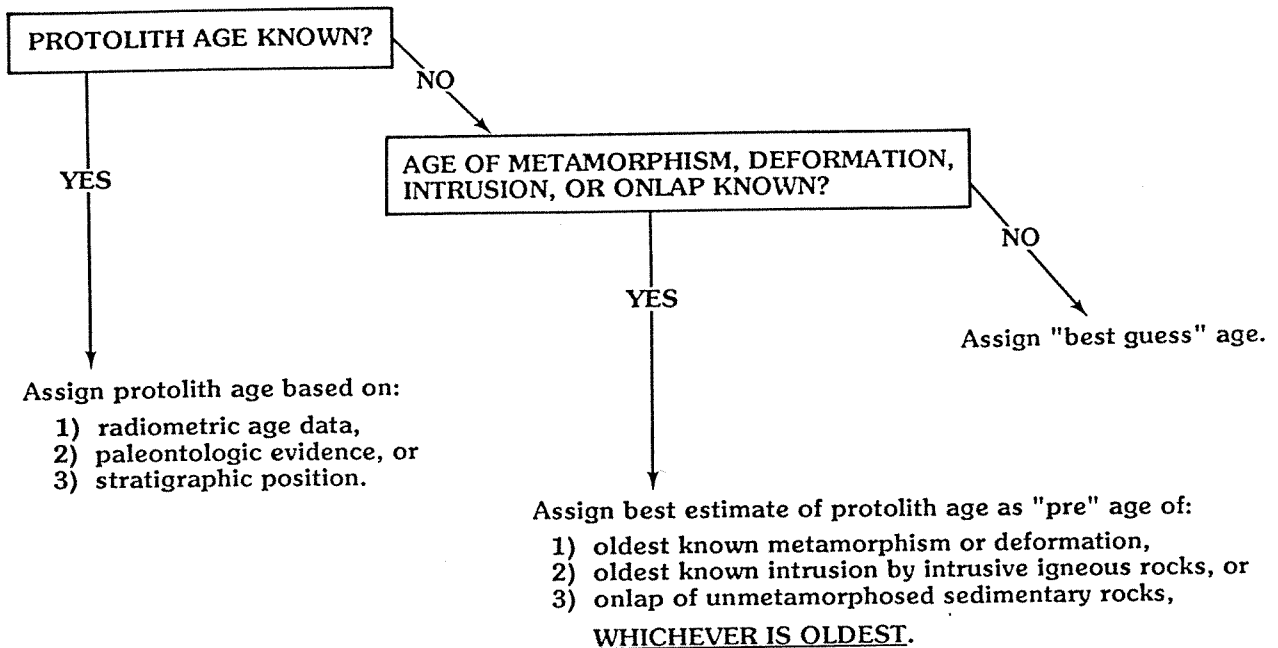 PROTOLITH AGE KNOWN?
NO
YES
AGE OF METAMORPHISM, DEFORMATION,
INTRUSION, OR ONLAP KNOWN?
NO
YES
Assign "best guess" age.
Assign protolith age based on:
1) radiometric age data,
2) paleontologic evidence, or
3) stratigraphic position.
Assign best estimate of protolith age as "pre" age of:
1) oldest known metamorphism or deformation,
2) oldest known intrusion by intrusive igneous rocks, or
3) onlap of unmetamorphosed sedimentary rocks,
WHICHEVER IS OLDEST.